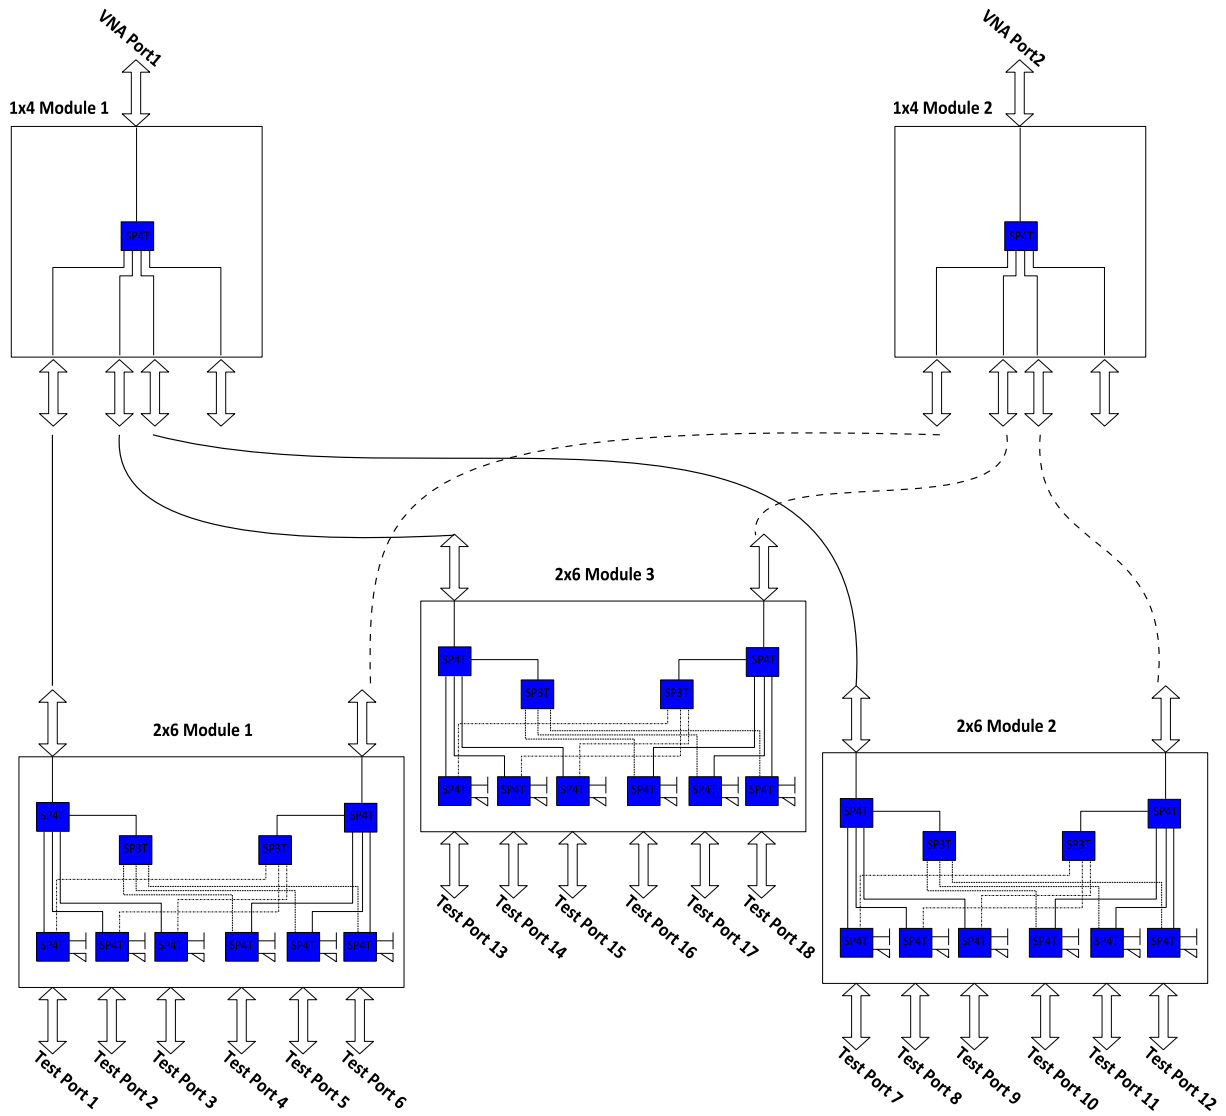 VNA Port1
VNA Port2
1x4 Module 1
1x4 Module 2
SP4T
SP4T
2x6 Module 3
SP4T
SP4T
SP3T
SP3T
SP4T
SP4T
SP4T
SP4T
SP4T
SP4T
Test Port 13
Test Port 14
Test Port 15
Test Port 16
Test Port 17
Test Port 18
2x6 Module 1
SP4T
SP4T
SP3T
SP3T
SP4T
SP4T
SP4T
SP4T
SP4T
SP4T
Test Port 1
Test Port 2
Test Port 3
Test Port 4
Test Port 5
Test Port 6
2x6 Module 2
SP4T
SP4T
SP3T
SP3T
SP4T
SP4T
SP4T
SP4T
SP4T
SP4T
Test Port 7
Test Port 8
Test Port 9
Test Port 10
Test Port 11
Test Port 12